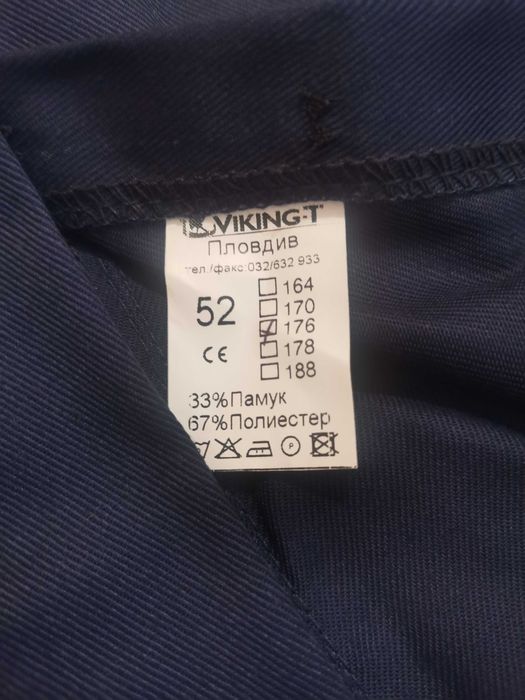 VIKING-T
Пловдив
тел./факс:032/632 933
52
164
170
176
178
188
CE
33%Памук
67%Полиестер
P